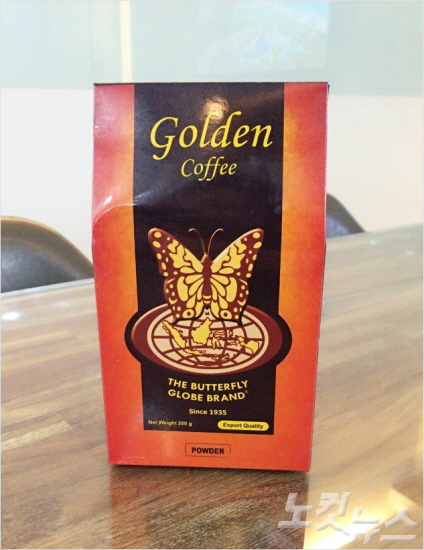 Golden
Coffee
THE BUTTERFLY
GLOBE BRAND®
Since 1935
Net Weight 200 g
Export Quality
POWDER
노컷
뉴스